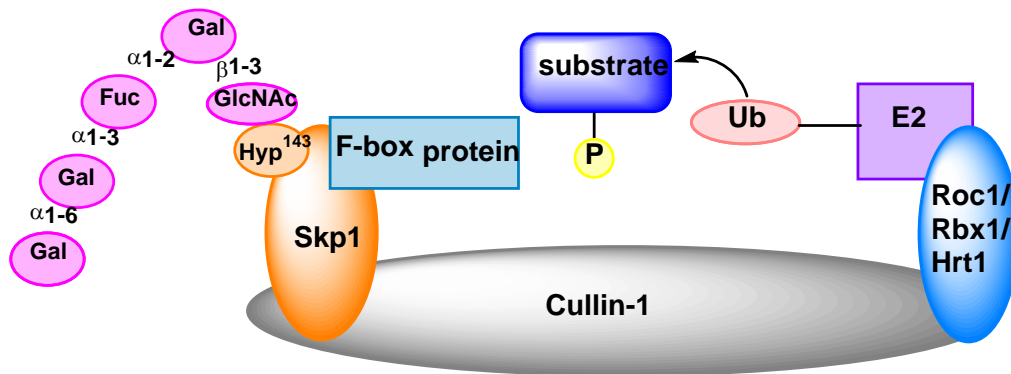 Gal
α1-2
β1-3
Fuc
GlcNAc
α1-3
Hyp143
Gal
α1-6
Gal
F-box protein
Skp1
substrate
P
Ub
E2
Roc1/
Rbx1/
Hrt1
Cullin-1